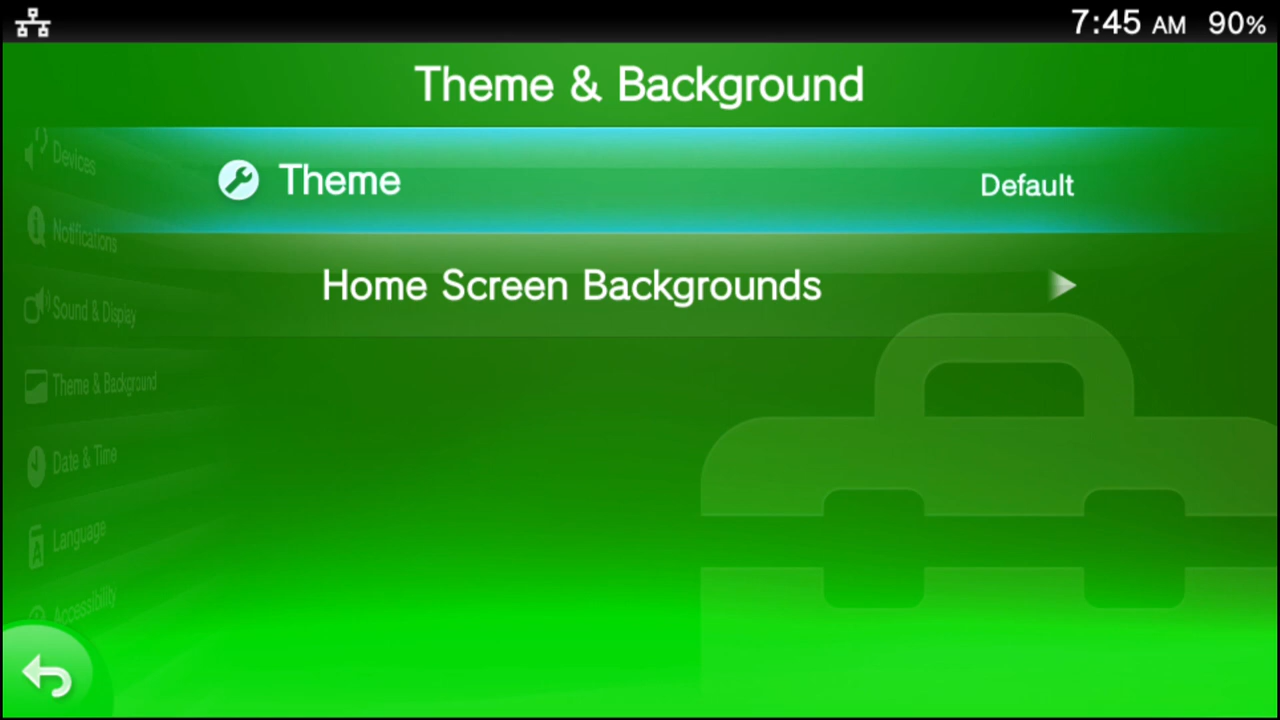 7:45 AM 90%
Theme & Background
Devices
Theme
Default
Notifications
Home Screen Backgrounds
Sound & Display
Theme & Background
Date & Time
Language
Accessibility